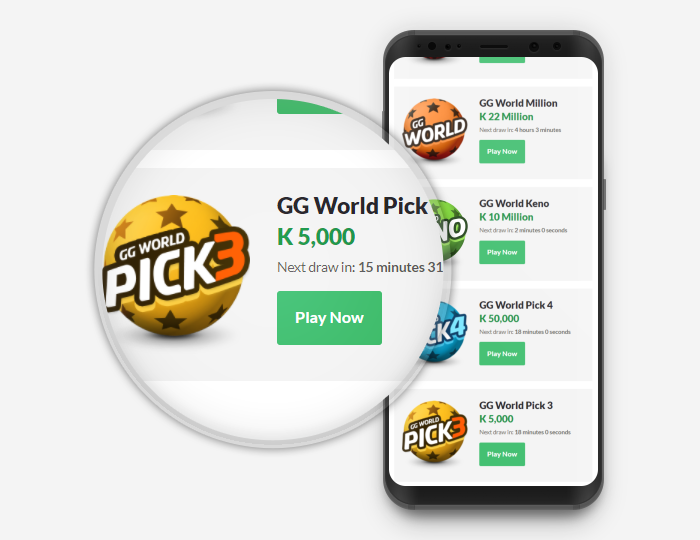 GG World Million
K 22 Million
Next draw in: 4 hours 3 minutes
Play Now
GG
WORLD
GG World Keno
K 10 Million
Next draw in: 2 minutes 0 seconds
Play Now
GG World Pick 4
K 50,000
Next draw in: 18 minutes 0 seconds
Play Now
GG World Pick 3
K 5,000
Next draw in: 18 minutes 0 seconds
Play Now
GG WORLD
PICK3
GG World Pick
K 5,000
Next draw in: 15 minutes 31
Play Now
GG WORLD
PICK3